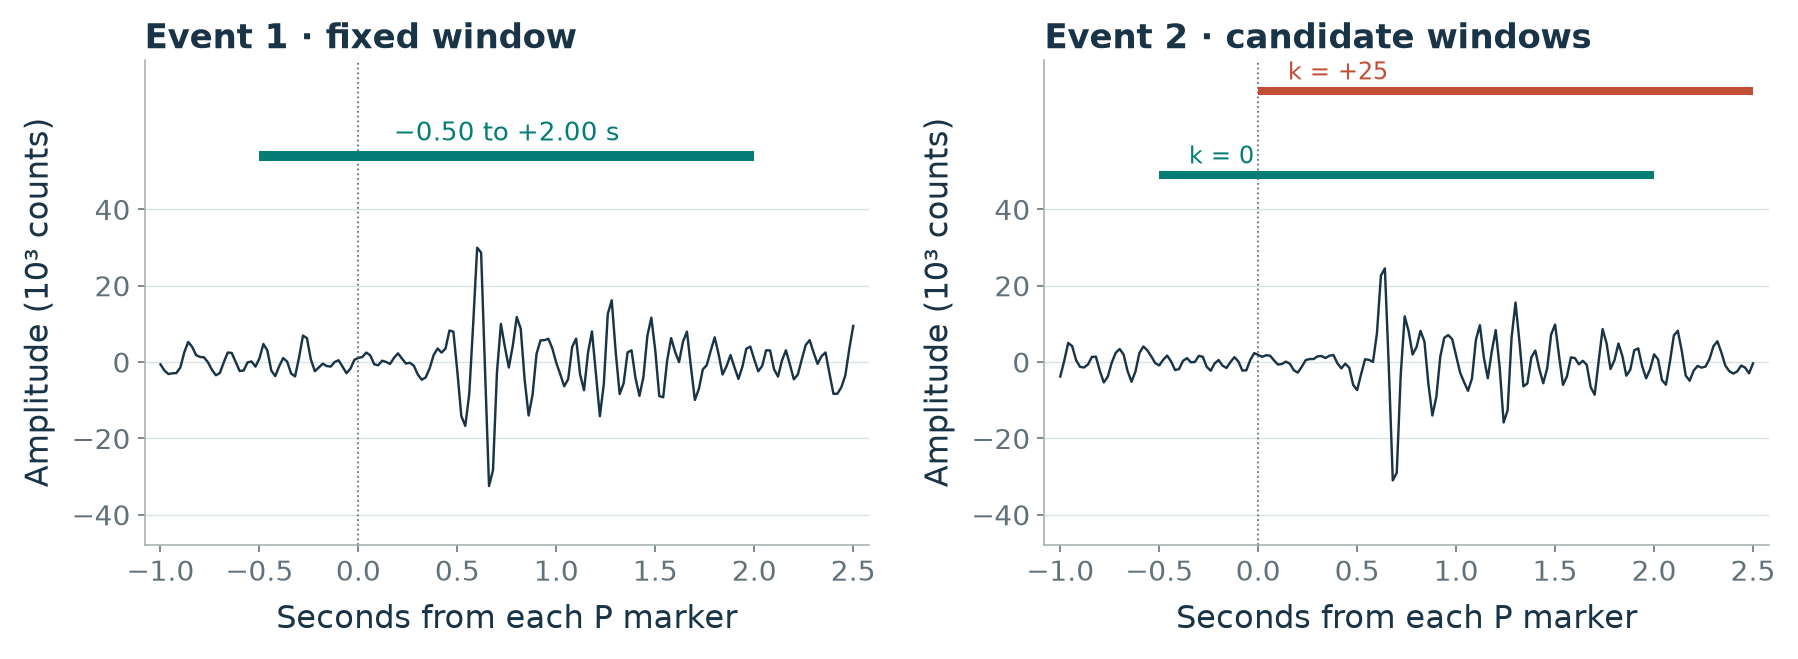 Event 1 · fixed window
−0.50 to +2.00 s
Amplitude (10³ counts)
40
20
0
−20
−40
−1.0 −0.5 0.0 0.5 1.0 1.5 2.0 2.5
Seconds from each P marker
Event 2 · candidate windows
k = +25
k = 0
Amplitude (10³ counts)
40
20
0
−20
−40
−1.0 −0.5 0.0 0.5 1.0 1.5 2.0 2.5
Seconds from each P marker